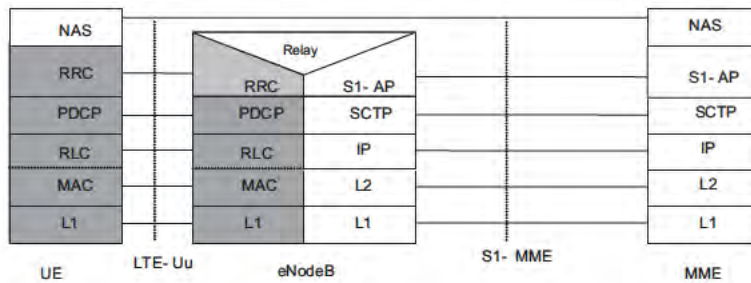 NAS NAS
Relay
RRC RRC S1- AP S1- AP
PDCP PDCP SCTP SCTP
RLC RLC IP IP
MAC MAC L2 L2
L1 L1 L1 L1
UE LTE- Uu eNodeB S1- MME MME